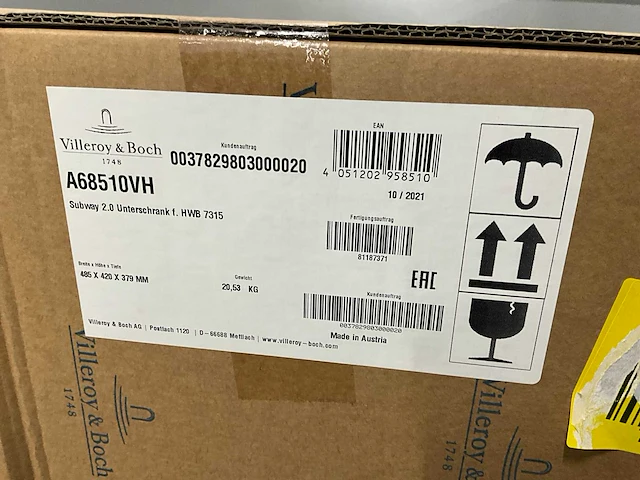 Villeroy & Boch
1748
Kundenauftrag
0037829803000020
EAN
4 051202 958510
10 / 2021
A68510VH
Subway 2.0 Unterschrank f. HWB 7315
Fertigungsauftrag
81187371
Breite x Höhe x Tiefe
485 X 420 X 379 MM
Gewicht
20,53 KG
EAC
Kundenauftrag
0037829803000020
Made in Austria
Villeroy & Boch AG | Postfach 1120 | D-66688 Mettlach | www.villeroy-boch.com
Villeroy & Boch
1748
Villeroy &
1748